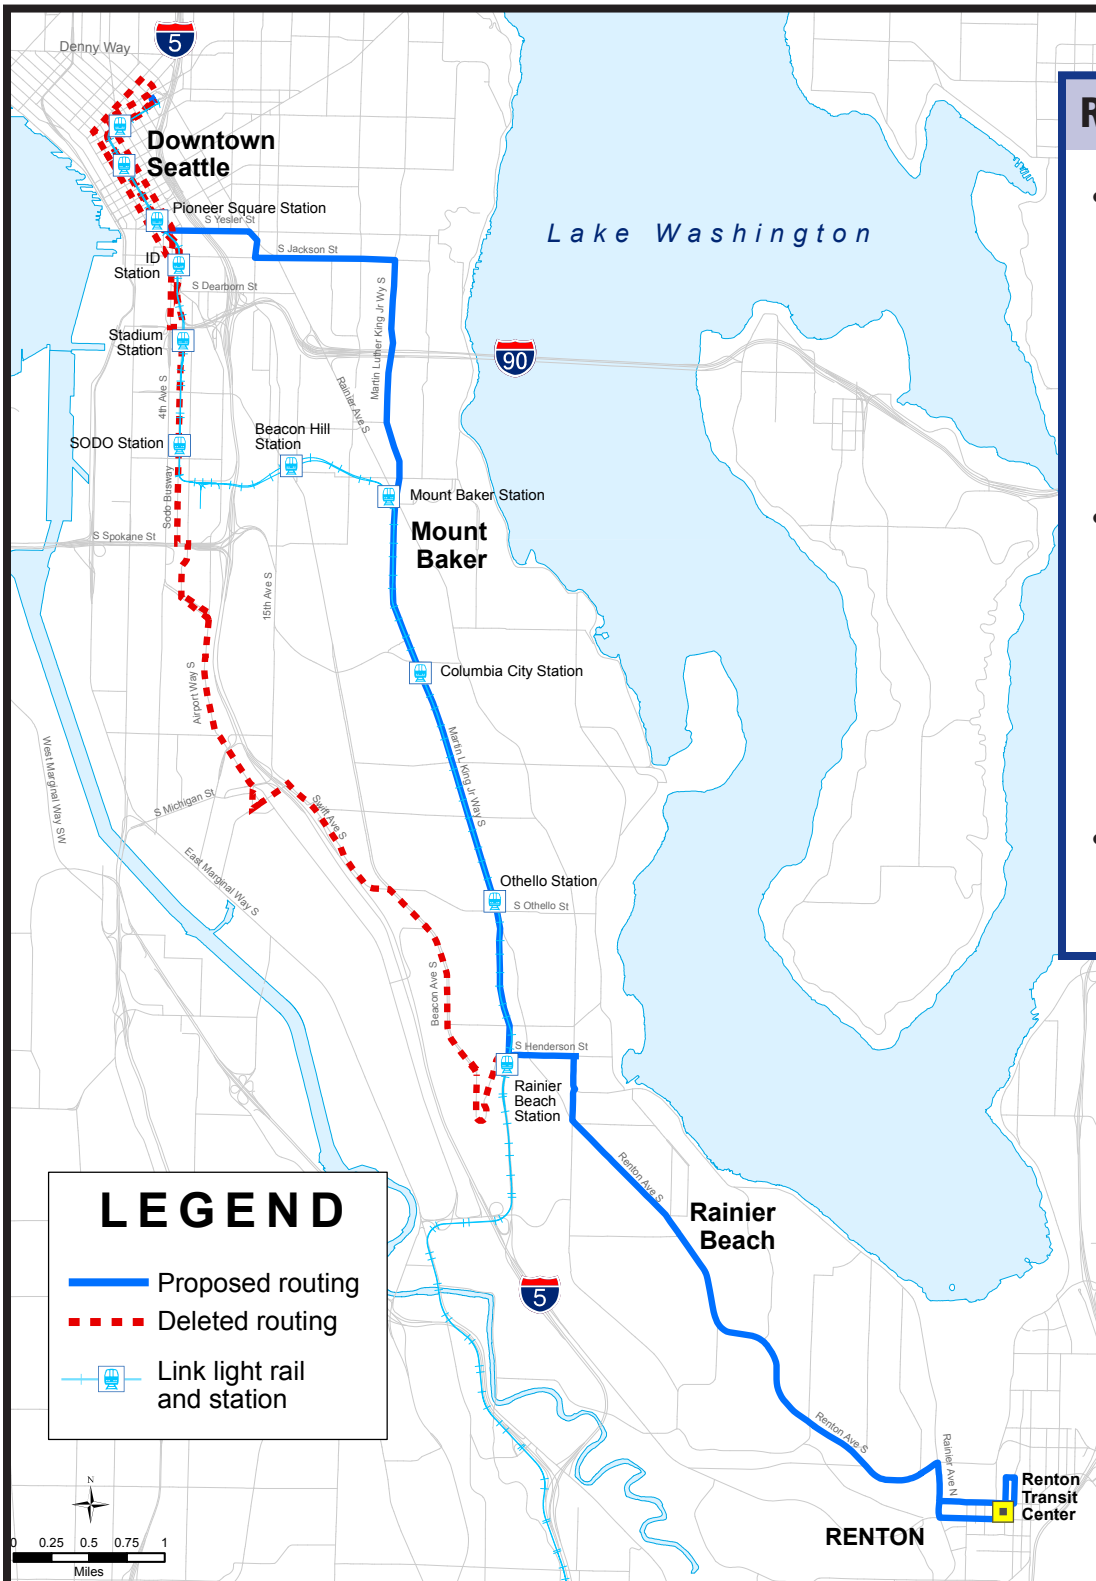 Denny Way
5
R
Downtown
Seattle
Pioneer Square Station
S Yesler St
Lake Washington
S Jackson St
ID
Station
S Dearborn St
Martin Luther King Jr Wy S
Stadium
Station
90
4th Ave S
Rainier Ave S
Beacon Hill
Station
SODO Station
Sodo Busway
Mount Baker Station
Mount
Baker
S Spokane St
15th Ave S
Columbia City Station
Airport Way S
Martin L King Jr Way S
West Marginal Way SW
S Michigan St
Swift Ave S
East Marginal Way S
Othello Station
S Othello St
Beacon Ave S
S Henderson St
Rainier
Beach
Station
Renton Ave S
Rainier
Beach
LEGEND
Proposed routing
Deleted routing
Link light rail
and station
5
Renton Ave S
Rainier Ave N
Renton
Transit
Center
RENTON
N
0 0.25 0.5 0.75 1
Miles